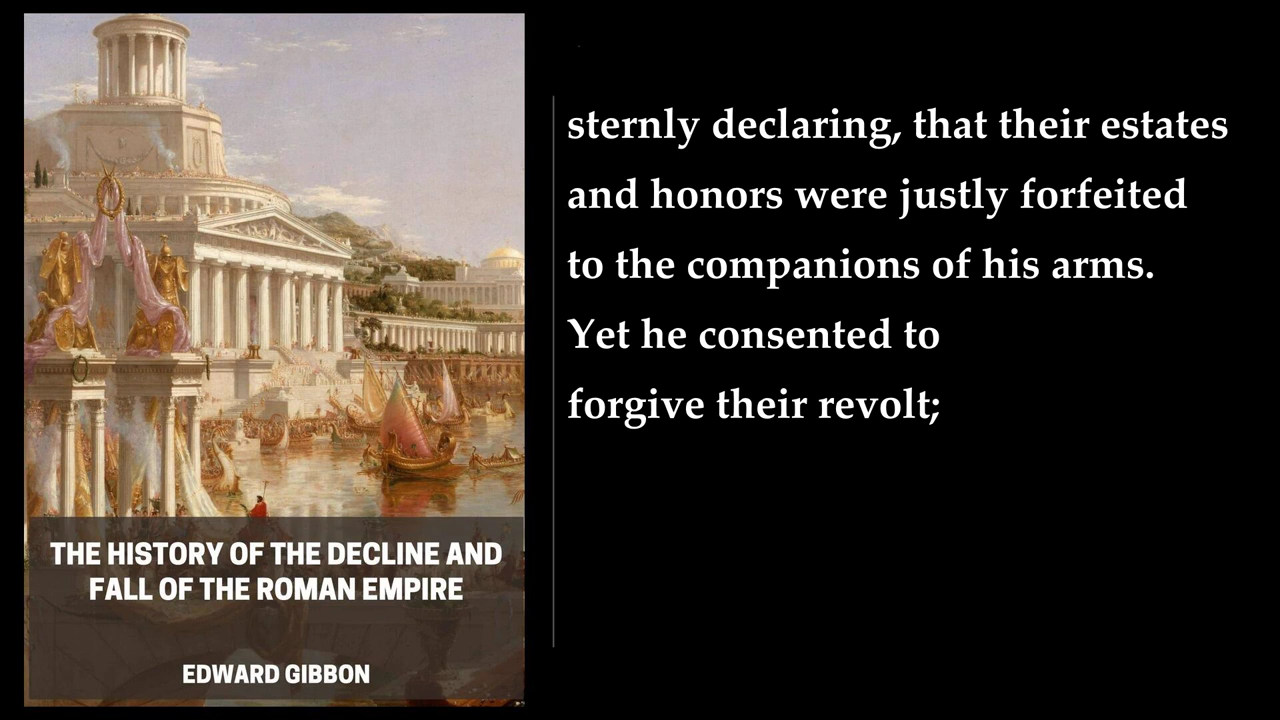 THE HISTORY OF THE DECLINE AND
FALL OF THE ROMAN EMPIRE
EDWARD GIBBON
sternly declaring, that their estates
and honors were justly forfeited
to the companions of his arms.
Yet he consented to
forgive their revolt;